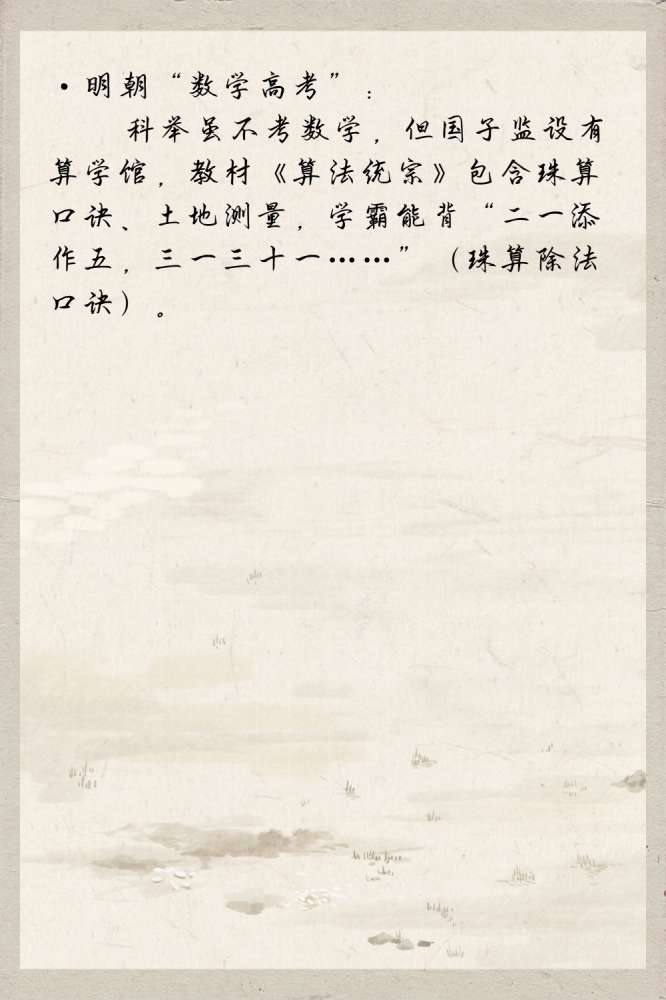 ·明朝“数学高考”：
科举虽不考数学，但国子监设有
算学馆，教材《算法统宗》包含珠算
口诀、土地测量，学霸能背“二一添
作五，三一三十一……”（珠算除法
口诀）。